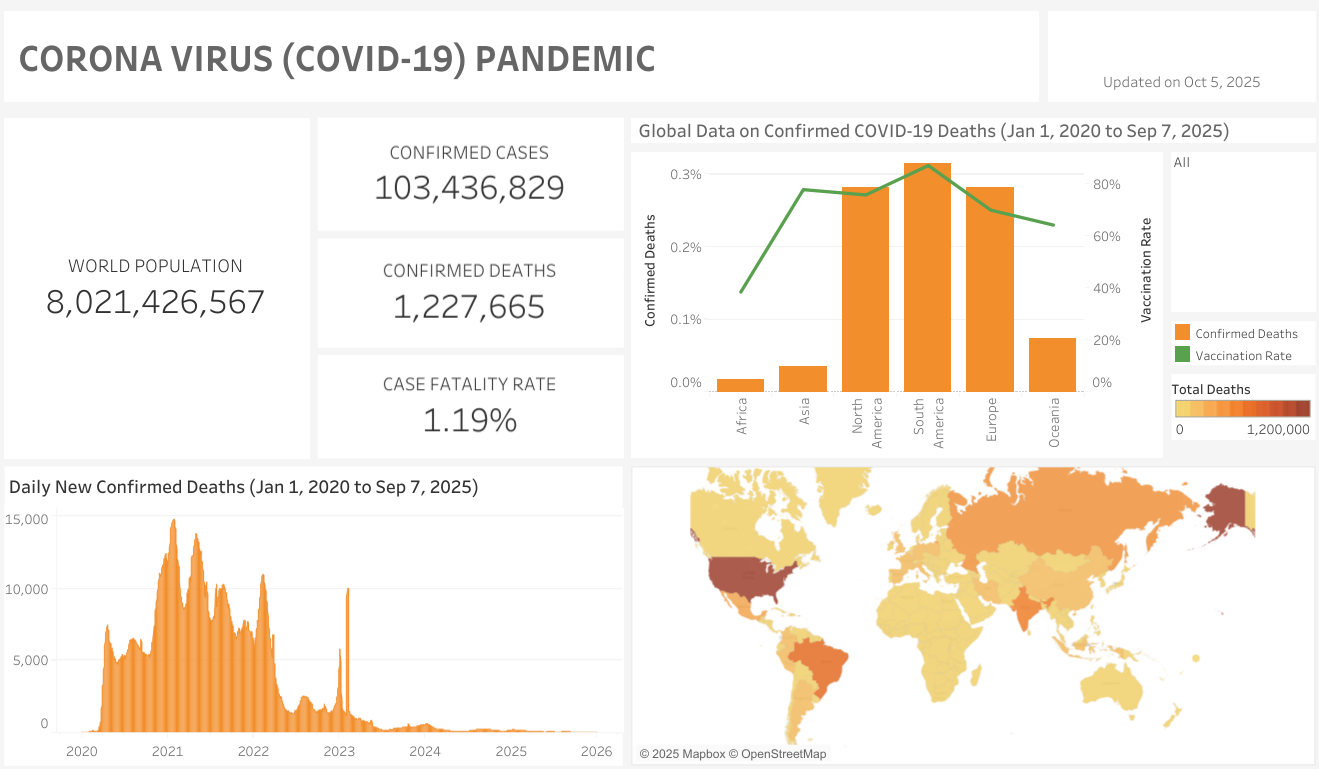 CORONA VIRUS (COVID-19) PANDEMIC
Updated on Oct 5, 2025
WORLD POPULATION
8,021,426,567
CONFIRMED CASES
103,436,829
CONFIRMED DEATHS
1,227,665
CASE FATALITY RATE
1.19%
Global Data on Confirmed COVID-19 Deaths (Jan 1, 2020 to Sep 7, 2025)
0.3%
0.2%
0.1%
0.0%
Confirmed Deaths
80%
60%
40%
20%
0%
Vaccination Rate
Africa
Asia
North
America
South
America
Europe
Oceania
All
Confirmed Deaths
Vaccination Rate
Total Deaths
0 1,200,000
Daily New Confirmed Deaths (Jan 1, 2020 to Sep 7, 2025)
15,000
10,000
5,000
0
2020 2021 2022 2023 2024 2025 2026
© 2025 Mapbox © OpenStreetMap